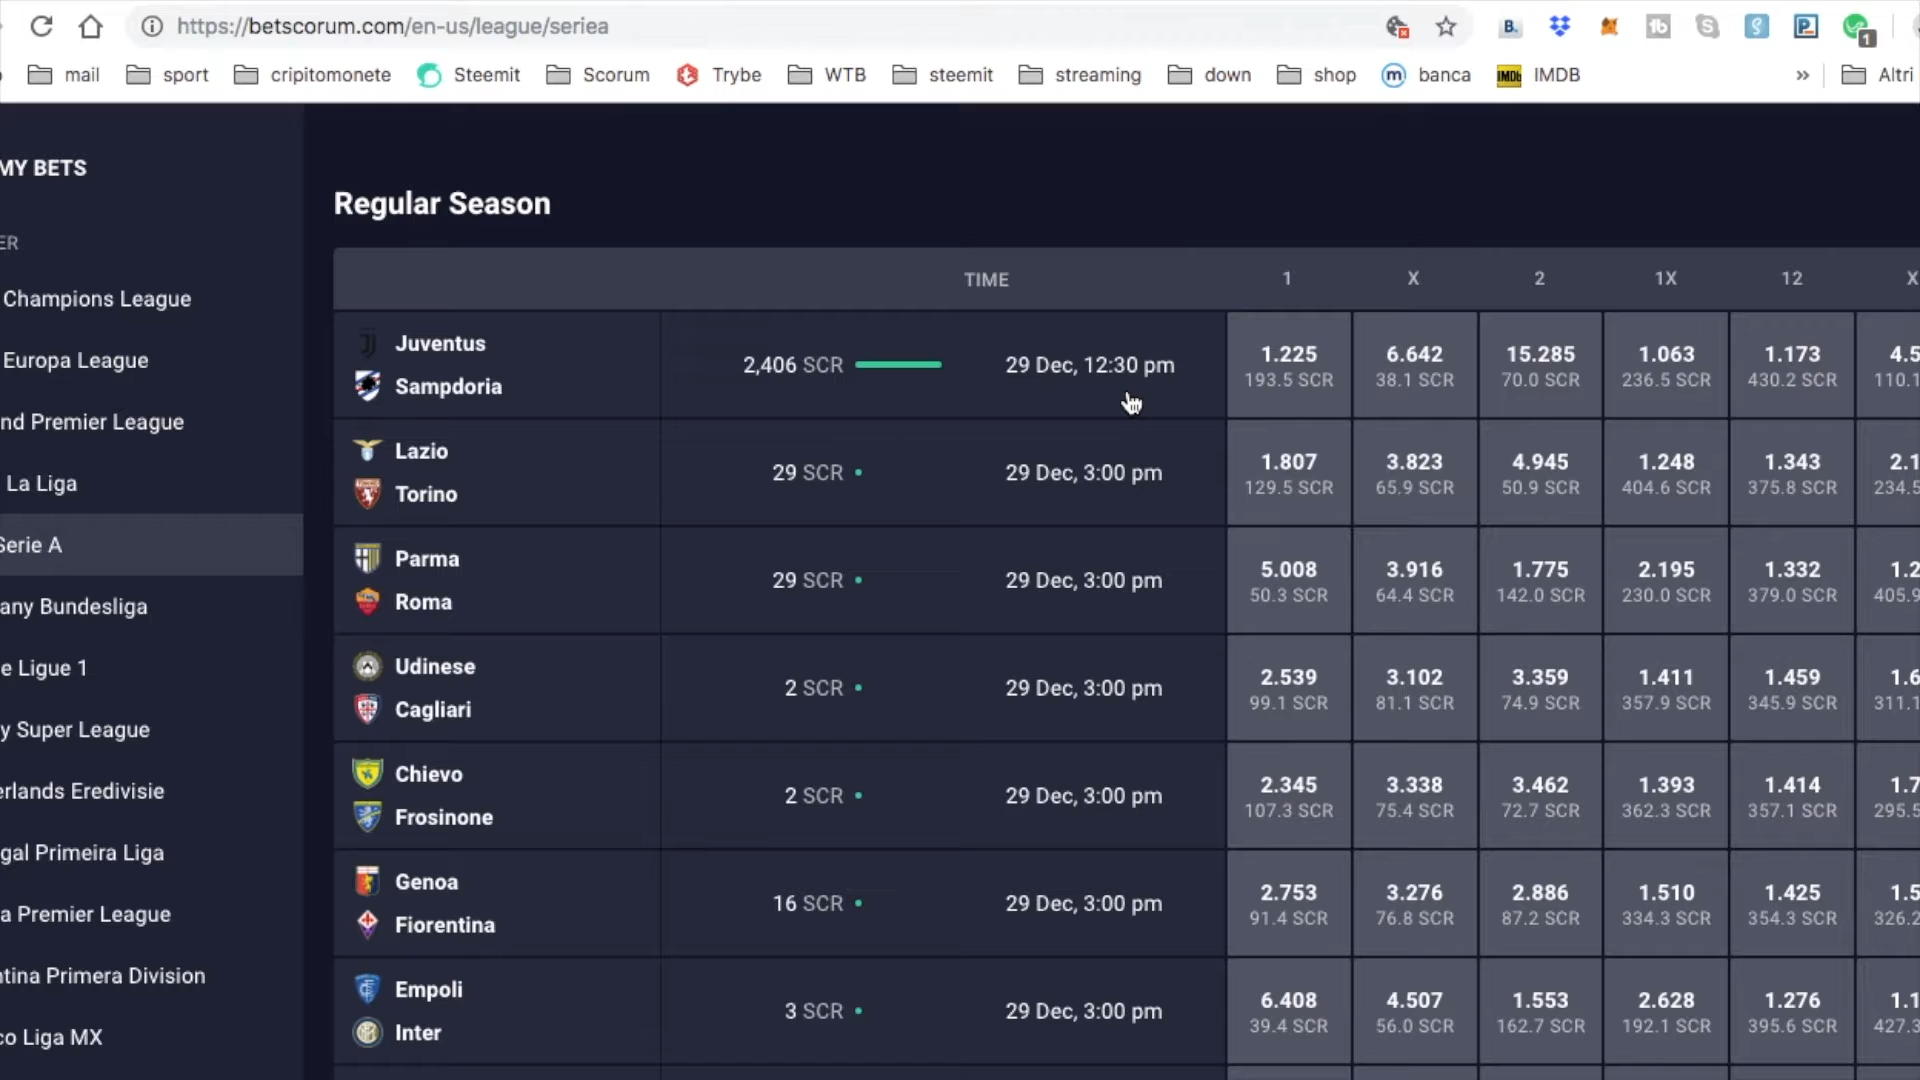 https://betscorum.com/en-us/league/seriea
B. 1
mail sport criptomonete Steemit Scorum Trybe WTB steemit streaming down shop banca IMDb IMDB » Altri
MY BETS
Regular Season
ER
TIME 1 X 2 1X 12 X
Champions League
Europa League
nd Premier League
La Liga
Serie A
any Bundesliga
e Ligue 1
y Super League
erlands Eredivisie
gal Primeira Liga
a Premier League
ntina Primera Division
co Liga MX
Juventus
Sampdoria
2,406 SCR 29 Dec, 12:30 pm
1.225 6.642 15.285 1.063 1.173 4.5
193.5 SCR 38.1 SCR 70.0 SCR 236.5 SCR 430.2 SCR 110.1
Lazio
Torino
29 SCR 29 Dec, 3:00 pm
1.807 3.823 4.945 1.248 1.343 2.1
129.5 SCR 65.9 SCR 50.9 SCR 404.6 SCR 375.8 SCR 234.5
Parma
Roma
29 SCR 29 Dec, 3:00 pm
5.008 3.916 1.775 2.195 1.332 1.2
50.3 SCR 64.4 SCR 142.0 SCR 230.0 SCR 379.0 SCR 405.9
Udinese
Cagliari
2 SCR 29 Dec, 3:00 pm
2.539 3.102 3.359 1.411 1.459 1.6
99.1 SCR 81.1 SCR 74.9 SCR 357.9 SCR 345.9 SCR 311.1
Chievo
Frosinone
2 SCR 29 Dec, 3:00 pm
2.345 3.338 3.462 1.393 1.414 1.7
107.3 SCR 75.4 SCR 72.7 SCR 362.3 SCR 357.1 SCR 295.5
Genoa
Fiorentina
16 SCR 29 Dec, 3:00 pm
2.753 3.276 2.886 1.510 1.425 1.5
91.4 SCR 76.8 SCR 87.2 SCR 334.3 SCR 354.3 SCR 326.2
Empoli
Inter
3 SCR 29 Dec, 3:00 pm
6.408 4.507 1.553 2.628 1.276 1.1
39.4 SCR 56.0 SCR 162.7 SCR 192.1 SCR 395.6 SCR 427.3